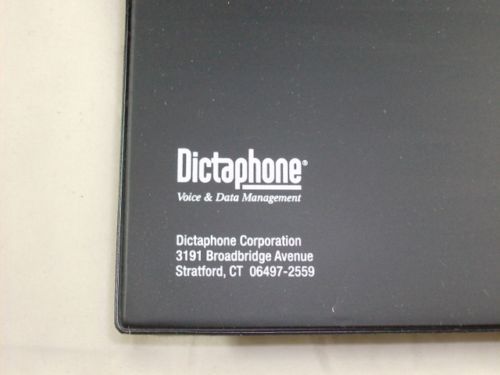 Dictaphone®
Voice & Data Management
Dictaphone Corporation
3191 Broadbridge Avenue
Stratford, CT 06497-2559